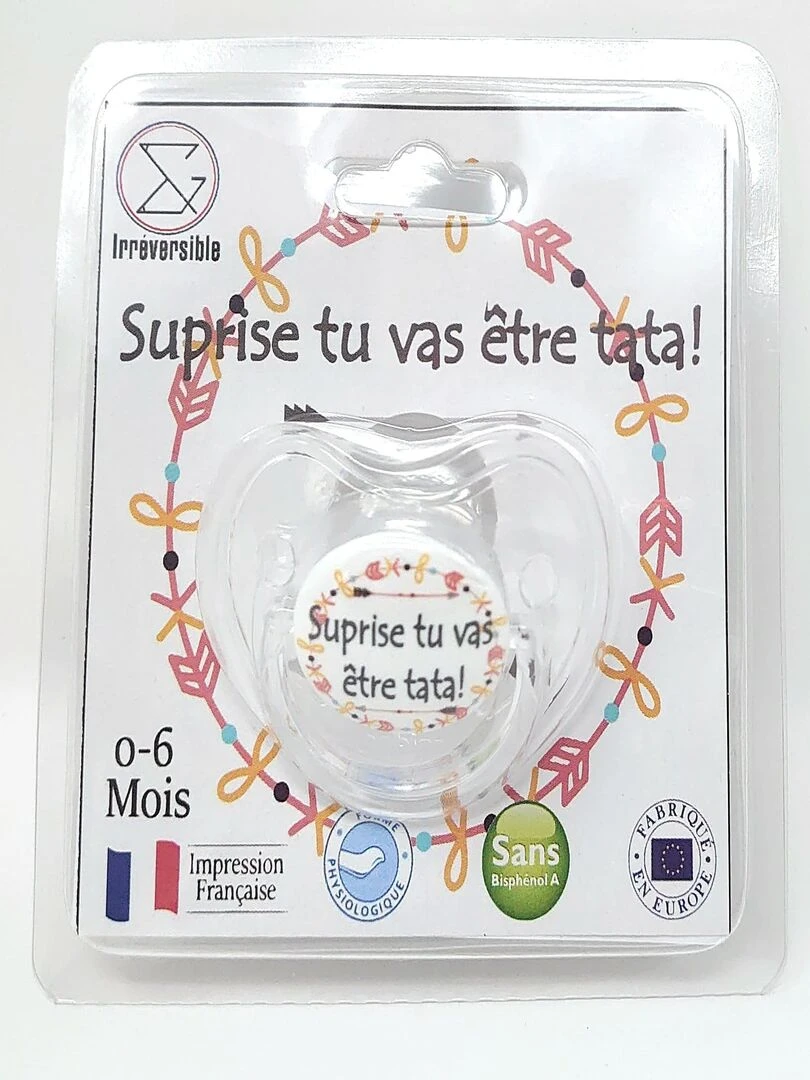 Irréversible
Suprise tu vas être tata!
Suprise tu vas
être tata!
0-6
Mois
Impression
Française
FORME
PHYSIOLOGIQUE
Sans
Bisphénol A
FABRIQUÉ
EN EUROPE